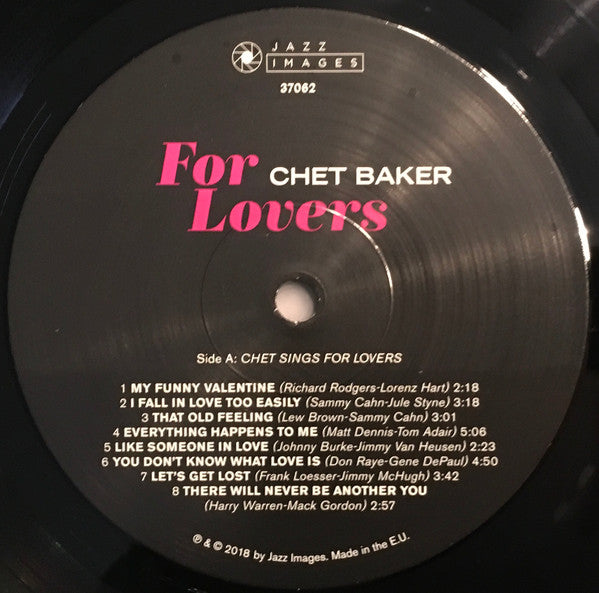 JAZZ
IMAGES
37062
For CHET BAKER
Lovers
Side A: CHET SINGS FOR LOVERS
1 MY FUNNY VALENTINE (Richard Rodgers-Lorenz Hart) 2:18
2 I FALL IN LOVE TOO EASILY (Sammy Cahn-Jule Styne) 3:18
3 THAT OLD FEELING (Lew Brown-Sammy Cahn) 3:01
4 EVERYTHING HAPPENS TO ME (Matt Dennis-Tom Adair) 5:06
5 LIKE SOMEONE IN LOVE (Johnny Burke-Jimmy Van Heusen) 2:23
6 YOU DON'T KNOW WHAT LOVE IS (Don Raye-Gene DePaul) 4:50
7 LET'S GET LOST (Frank Loesser-Jimmy McHugh) 3:42
8 THERE WILL NEVER BE ANOTHER YOU
(Harry Warren-Mack Gordon) 2:57
℗ & © 2018 by Jazz Images. Made in the E.U.